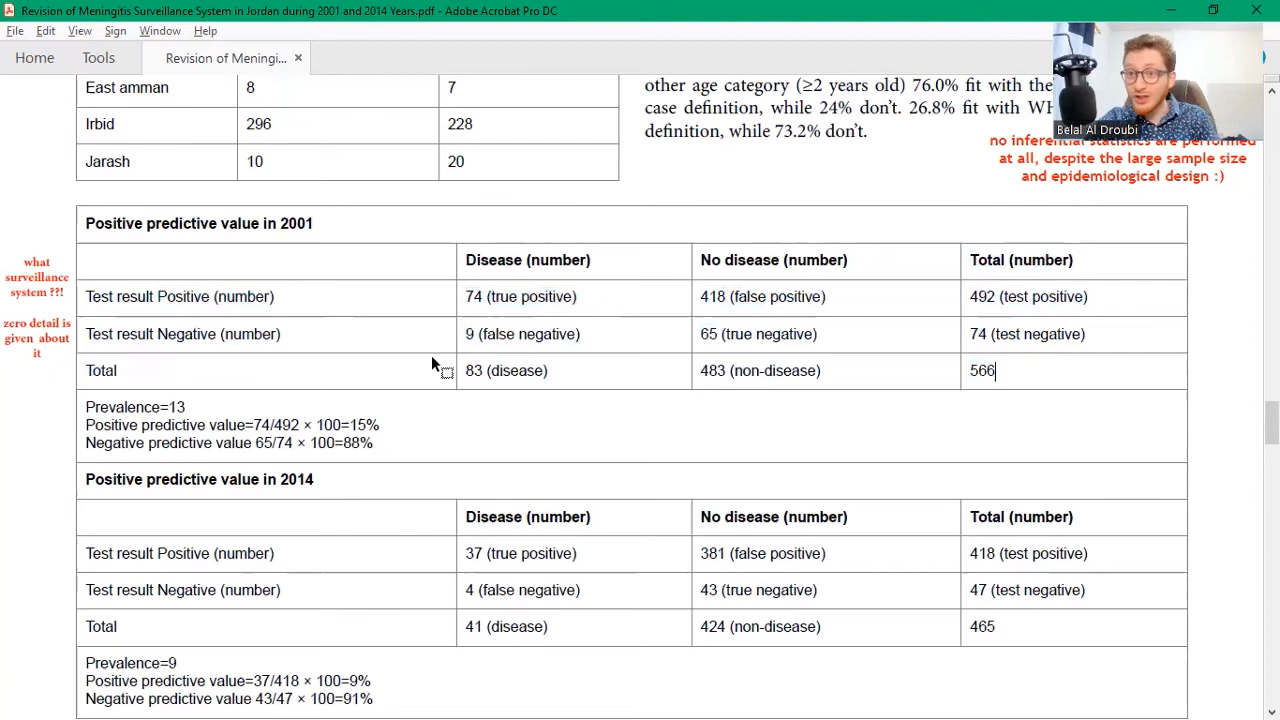 Revision of Meningitis Surveillance System in Jordan during 2001 and 2014 Years.pdf - Adobe Acrobat Pro DC
File Edit View Sign Window Help
Home Tools Revision of Meningi... ×
East amman 8 7
Irbid 296 228
Jarash 10 20
other age category (≥2 years old) 76.0% fit with the
case definition, while 24% don't. 26.8% fit with WH
definition, while 73.2% don't.
Belal Al Droubi
no inferential statistics are performed
at all, despite the large sample size
and epidemiological design :)
what
surveillance
system ??!
zero detail is
given about
it
Positive predictive value in 2001
Disease (number) No disease (number) Total (number)
Test result Positive (number) 74 (true positive) 418 (false positive) 492 (test positive)
Test result Negative (number) 9 (false negative) 65 (true negative) 74 (test negative)
Total 83 (disease) 483 (non-disease) 566
Prevalence=13
Positive predictive value=74/492 × 100=15%
Negative predictive value 65/74 × 100=88%
Positive predictive value in 2014
Disease (number) No disease (number) Total (number)
Test result Positive (number) 37 (true positive) 381 (false positive) 418 (test positive)
Test result Negative (number) 4 (false negative) 43 (true negative) 47 (test negative)
Total 41 (disease) 424 (non-disease) 465
Prevalence=9
Positive predictive value=37/418 × 100=9%
Negative predictive value 43/47 × 100=91%